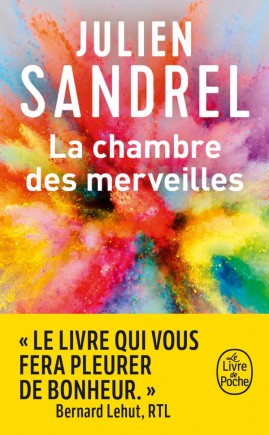 JULIEN
SANDREL
La chambre
des merveilles
« LE LIVRE QUI VOUS
FERA PLEURER
DE BONHEUR. »
Bernard Lehut, RTL
Le
Livre
de
Poche